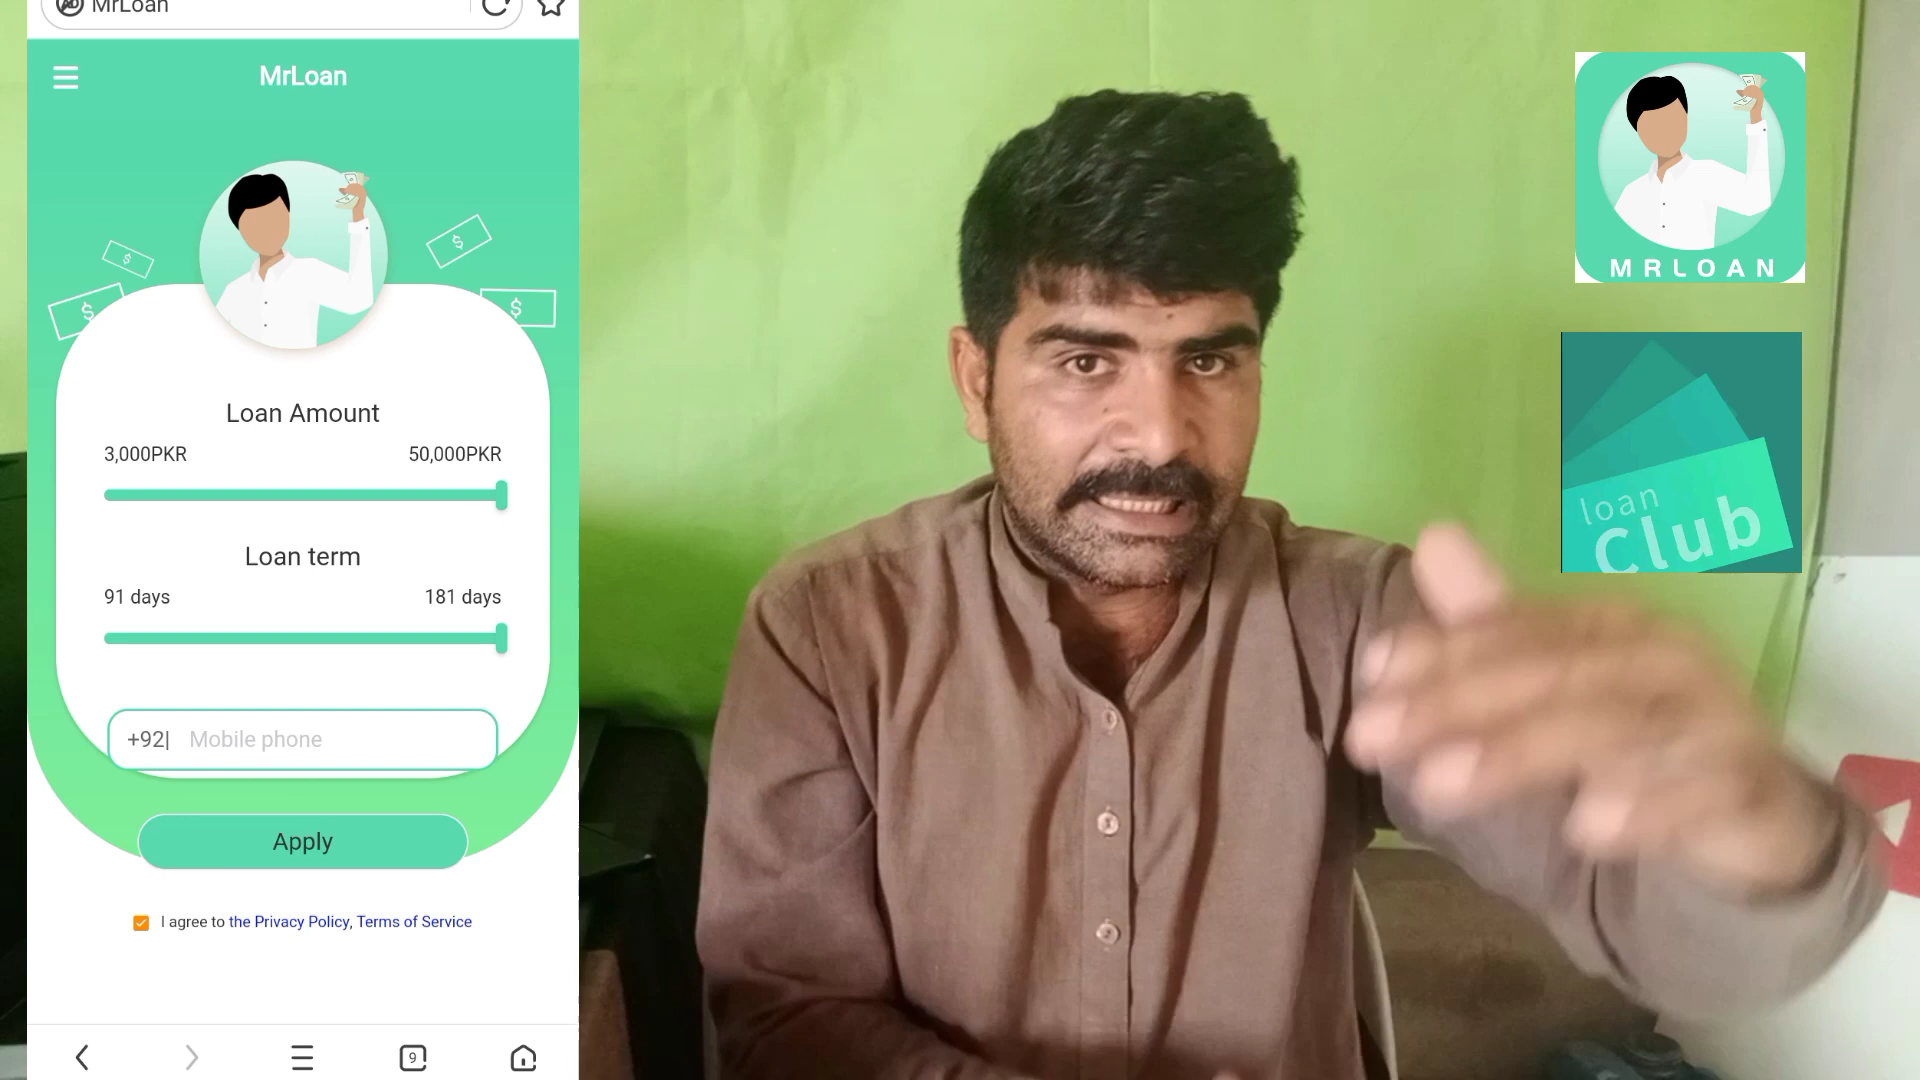 MrLoan
MrLoan
$
$
$
$
Loan Amount
3,000PKR 50,000PKR
Loan term
91 days 181 days
+92| Mobile phone
Apply
I agree to the Privacy Policy, Terms of Service
9
MRLOAN
loan
Club